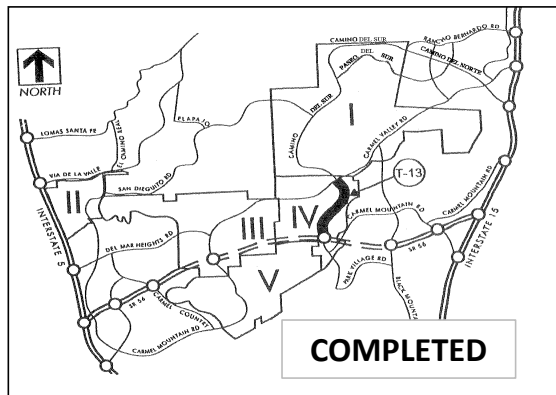 CAMINO DEL SUR
RANCHO BERNARDO RD
PASEO DEL SUR
CAMINO DEL NORTE
NORTH
LOMAS SANTA FE
EL CAMINO REAL
CAMINO DEL SUR
I
CARMEL VALLEY RD
VIA DE LA VALLE
SAN DIEGUITO RD
T-13
CARMEL MOUNTAIN RD
II
III
IV
CARMEL MOUNTAIN RD
INTERSTATE 5
DEL MAR HEIGHTS RD
SR 56
INTERSTATE 15
V
PARK VILLAGE RD
BLACK MOUNTAIN
SR 56
CARMEL COUNTRY
CARMEL MOUNTAIN RD
COMPLETED